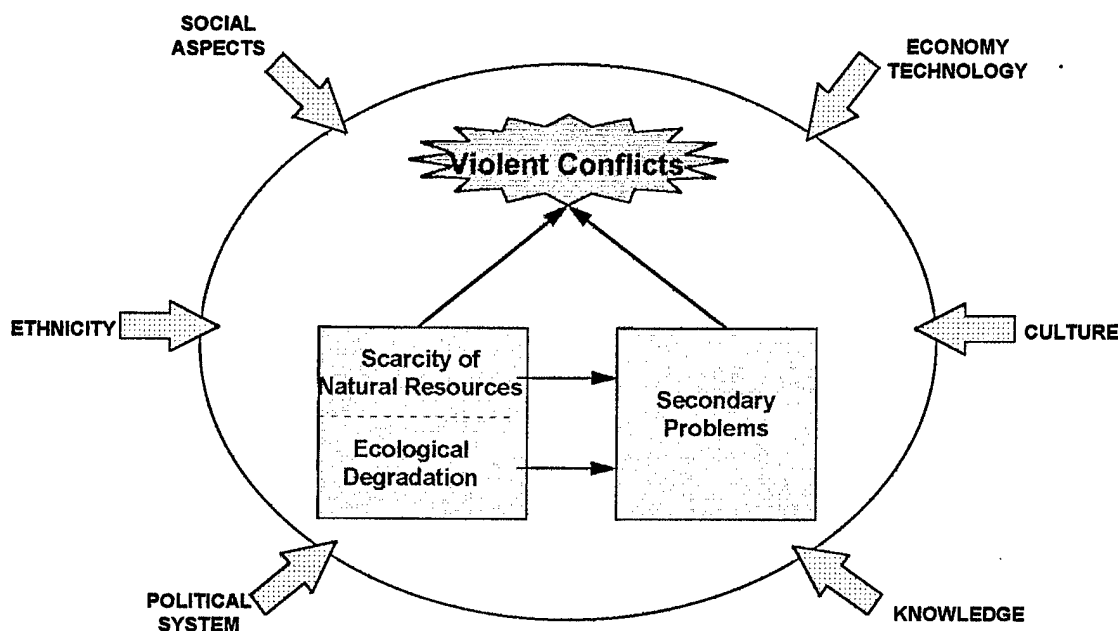 SOCIAL
ASPECTS
ECONOMY
TECHNOLOGY
Violent Conflicts
ETHNICITY
CULTURE
Scarcity of
Natural Resources
Ecological
Degradation
Secondary
Problems
POLITICAL
SYSTEM
KNOWLEDGE